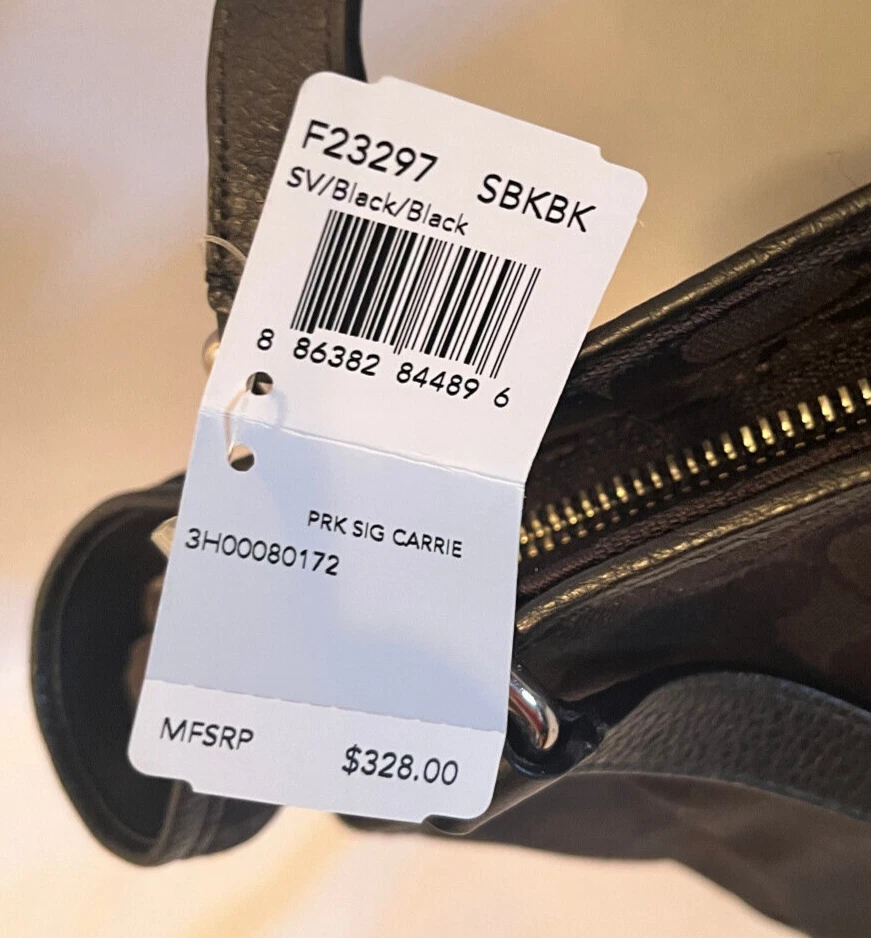 F23297 SBKBK
SV/Black/Black
8 86382 84489 6
PRK SIG CARRIE
3H00080172
MFSRP $328.00